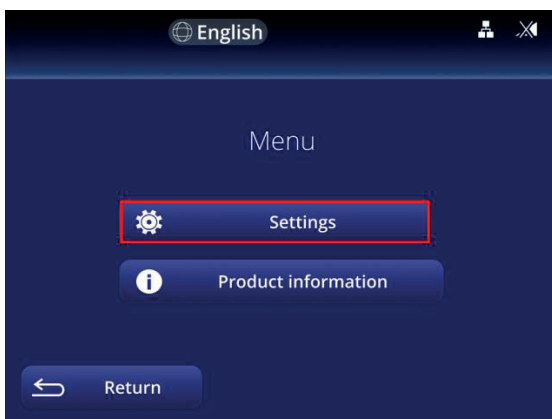 English
Menu
Settings
Product information
Return